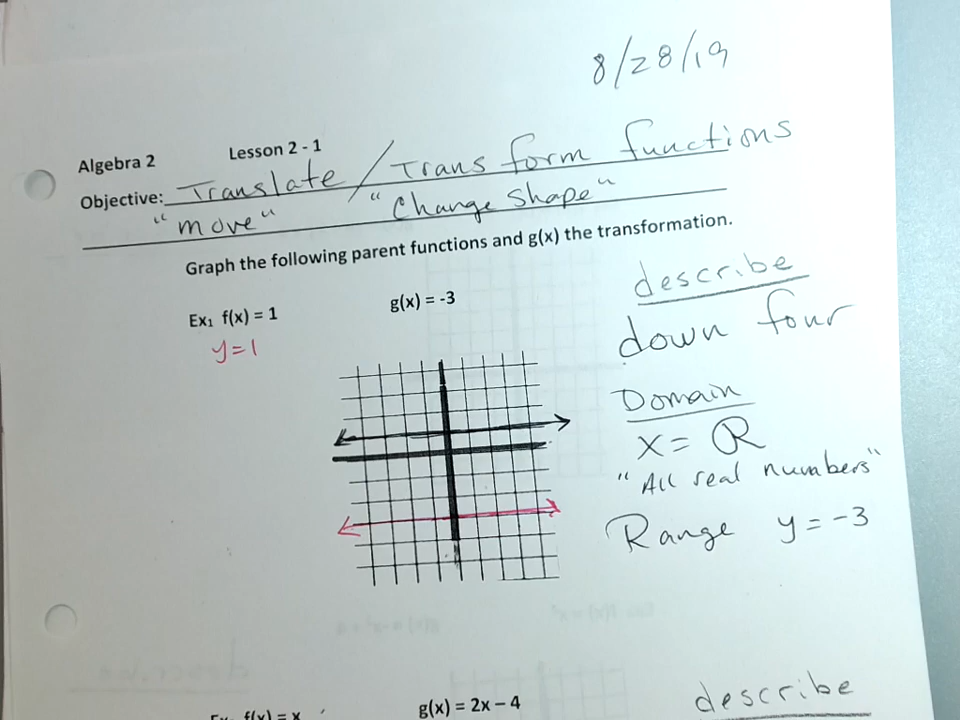 8/28/19
Algebra 2 Lesson 2 - 1
Objective: Translate / Transform functions
"move" "Change Shape"
Graph the following parent functions and g(x) the transformation.
Ex1 f(x) = 1 g(x) = -3
y=1
describe
down four
Domain
x = ℝ
"All real numbers"
Range y = -3
f(x) = x g(x) = 2x – 4
describe